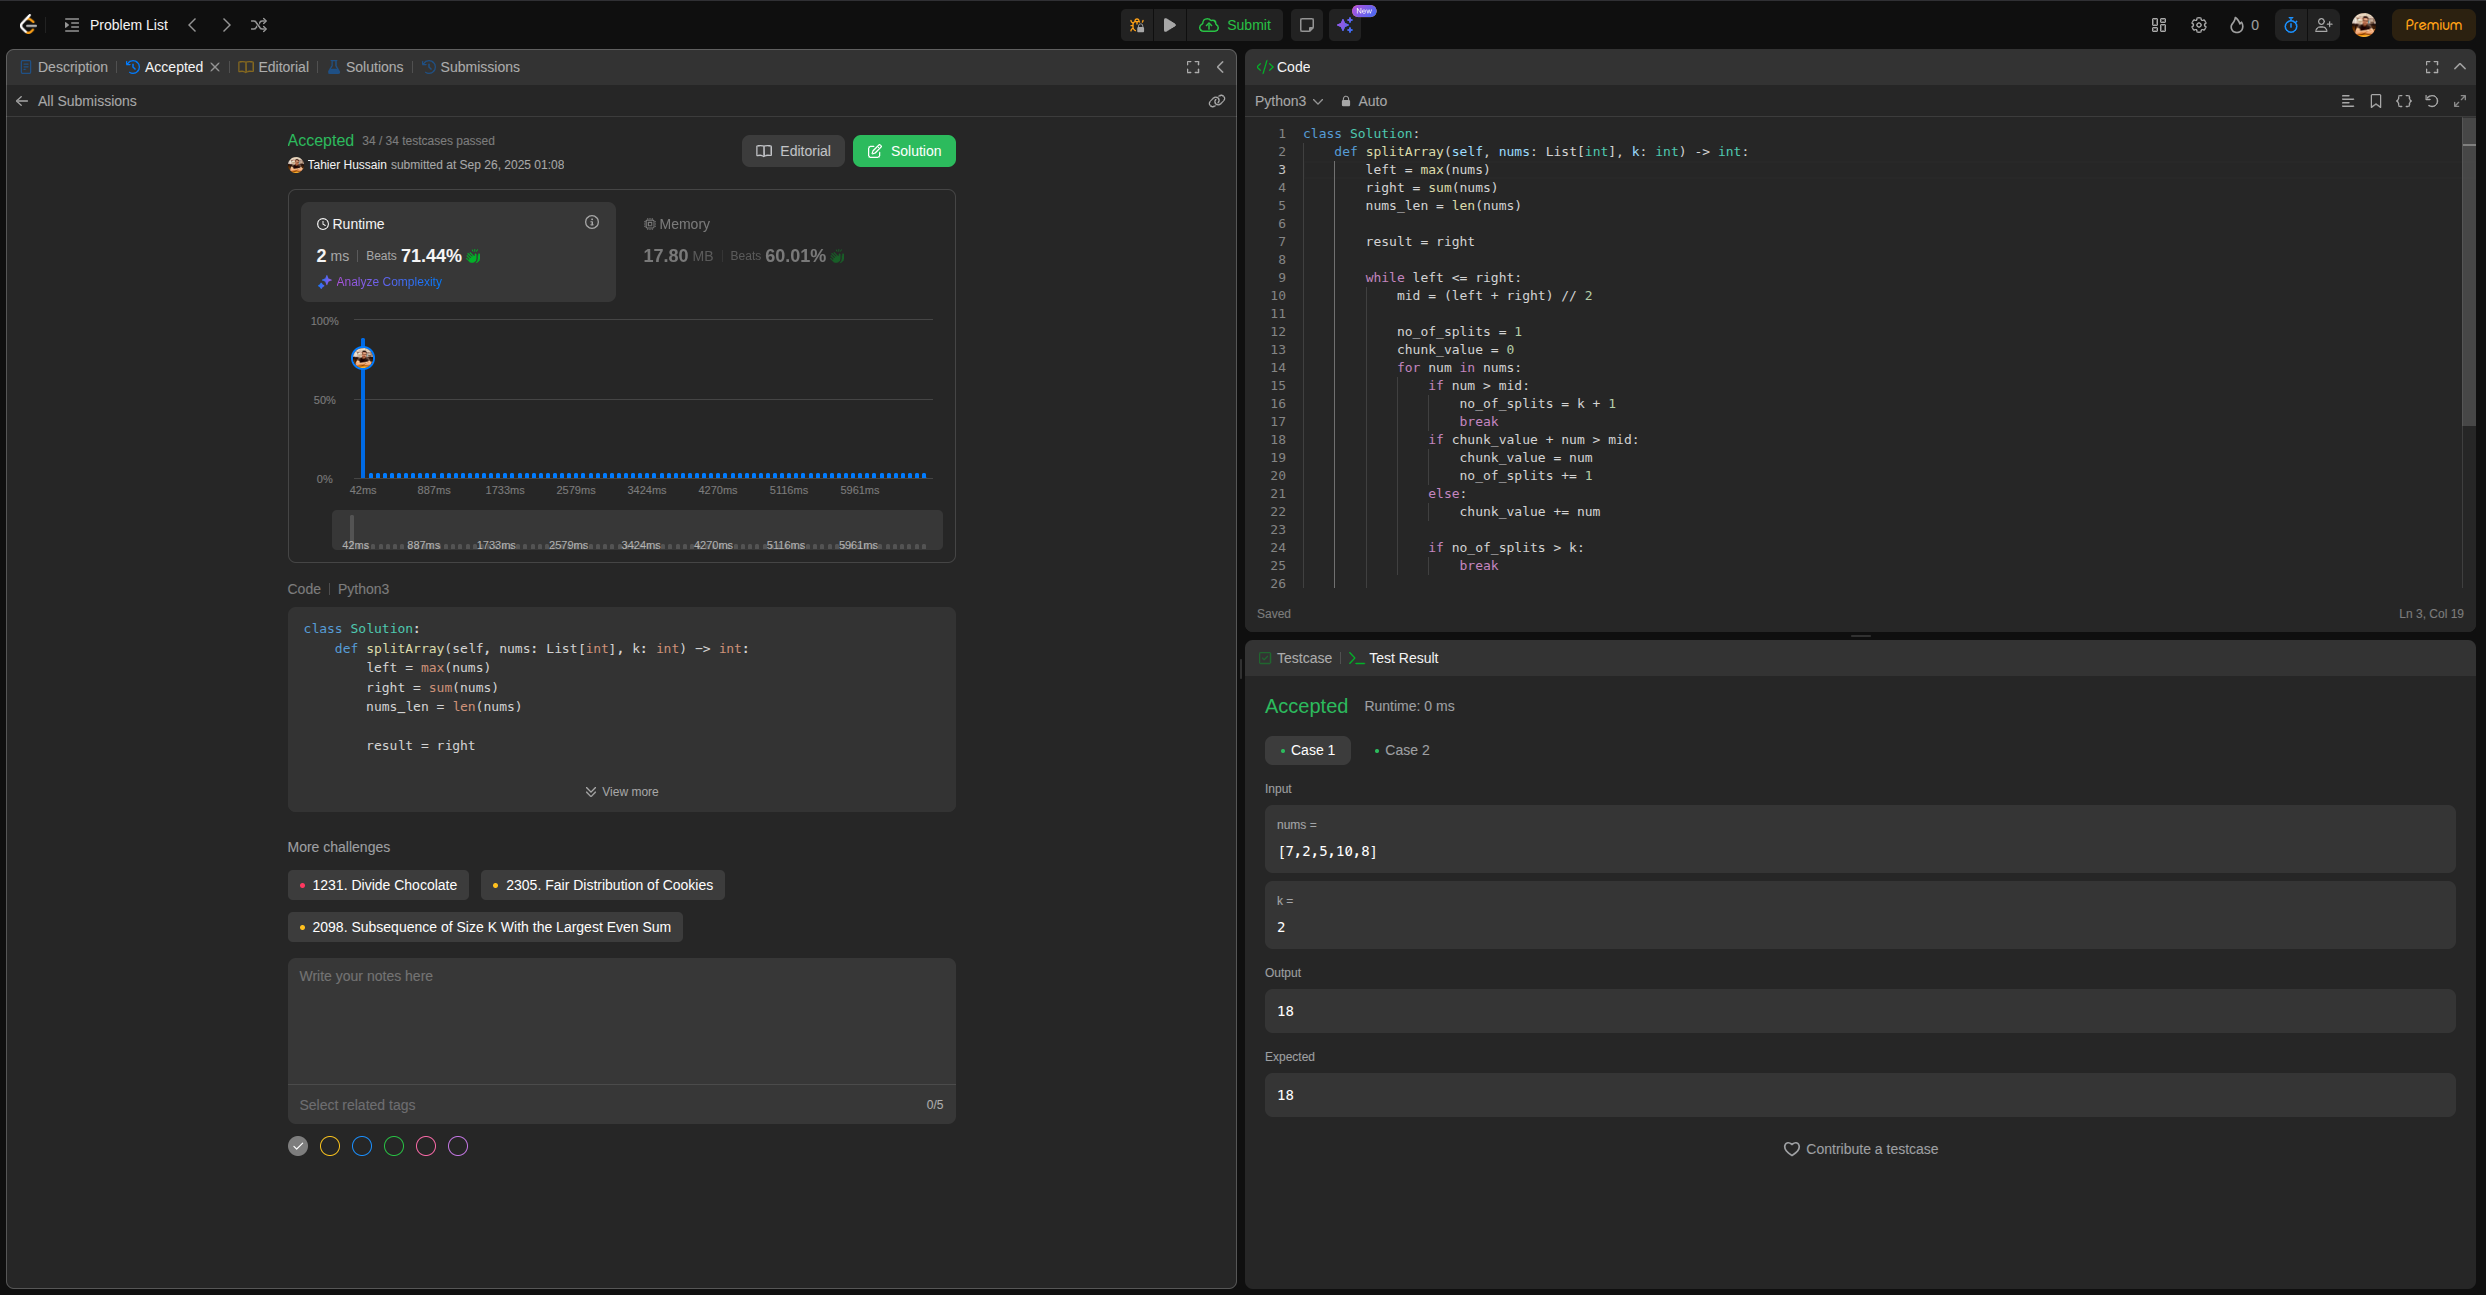 Problem List
Submit
New
0
Premium
Description
Accepted
Editorial
Solutions
Submissions
All Submissions
Accepted 34 / 34 testcases passed
Tahier Hussain submitted at Sep 26, 2025 01:08
Editorial
Solution
Runtime
2 ms
Beats 71.44%
Analyze Complexity
Memory
17.80 MB
Beats 60.01%
100%
50%
0%
42ms 887ms 1733ms 2579ms 3424ms 4270ms 5116ms 5961ms
42ms 887ms 1733ms 2579ms 3424ms 4270ms 5116ms 5961ms
Code
Python3
class Solution:
def splitArray(self, nums: List[int], k: int) -> int:
left = max(nums)
right = sum(nums)
nums_len = len(nums)
result = right
View more
More challenges
1231. Divide Chocolate
2305. Fair Distribution of Cookies
2098. Subsequence of Size K With the Largest Even Sum
Write your notes here
Select related tags
0/5
</> Code
Python3
Auto
1 class Solution:
2 def splitArray(self, nums: List[int], k: int) -> int:
3 left = max(nums)
4 right = sum(nums)
5 nums_len = len(nums)
6
7 result = right
8
9 while left <= right:
10 mid = (left + right) // 2
11
12 no_of_splits = 1
13 chunk_value = 0
14 for num in nums:
15 if num > mid:
16 no_of_splits = k + 1
17 break
18 if chunk_value + num > mid:
19 chunk_value = num
20 no_of_splits += 1
21 else:
22 chunk_value += num
23
24 if no_of_splits > k:
25 break
26
Saved
Ln 3, Col 19
Testcase
Test Result
Accepted
Runtime: 0 ms
Case 1
Case 2
Input
nums =
[7,2,5,10,8]
k =
2
Output
18
Expected
18
Contribute a testcase